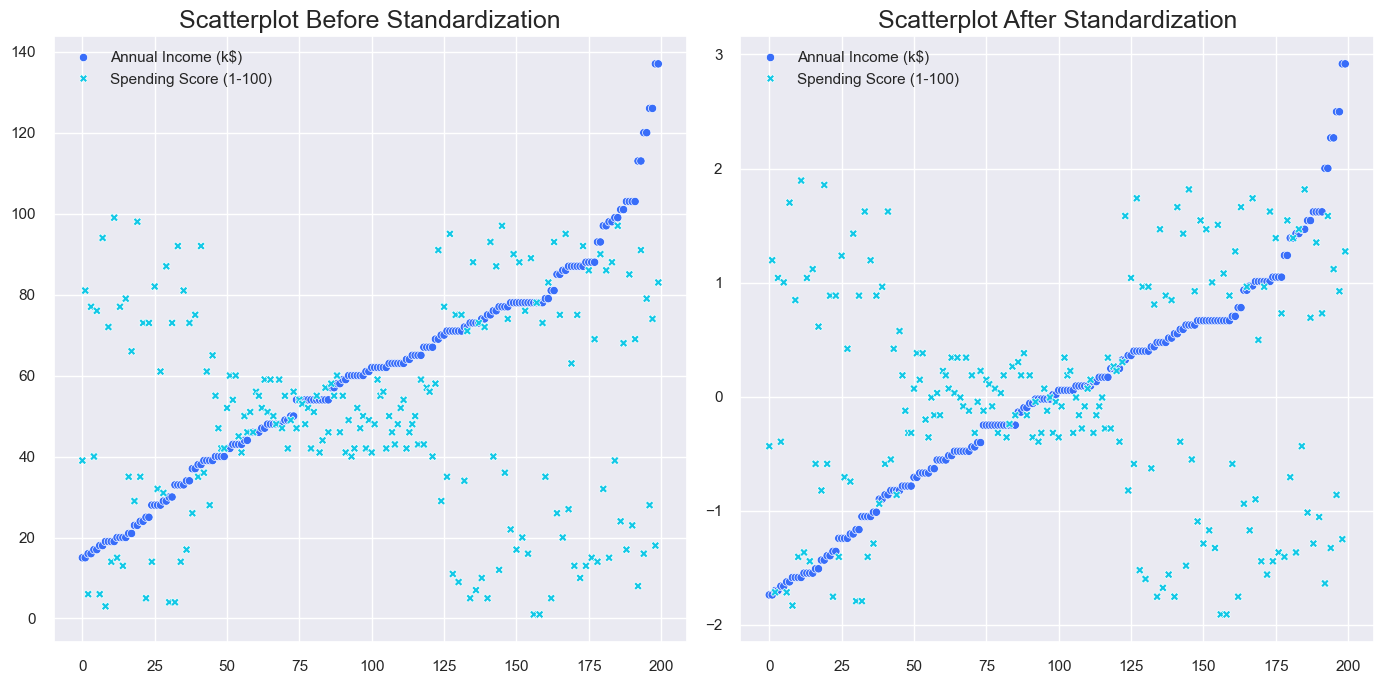 Scatterplot Before Standardization
Annual Income (k$)
Spending Score (1-100)
140
120
100
80
60
40
20
0
0 25 50 75 100 125 150 175 200
Scatterplot After Standardization
Annual Income (k$)
Spending Score (1-100)
3
2
1
0
−1
−2
0 25 50 75 100 125 150 175 200